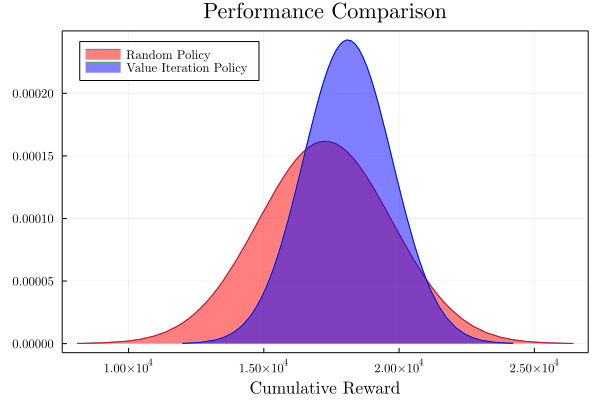 Performance Comparison
Random Policy
Value Iteration Policy
0.00020
0.00015
0.00010
0.00005
0.00000
1.00×10⁴ 1.50×10⁴ 2.00×10⁴ 2.50×10⁴
Cumulative Reward